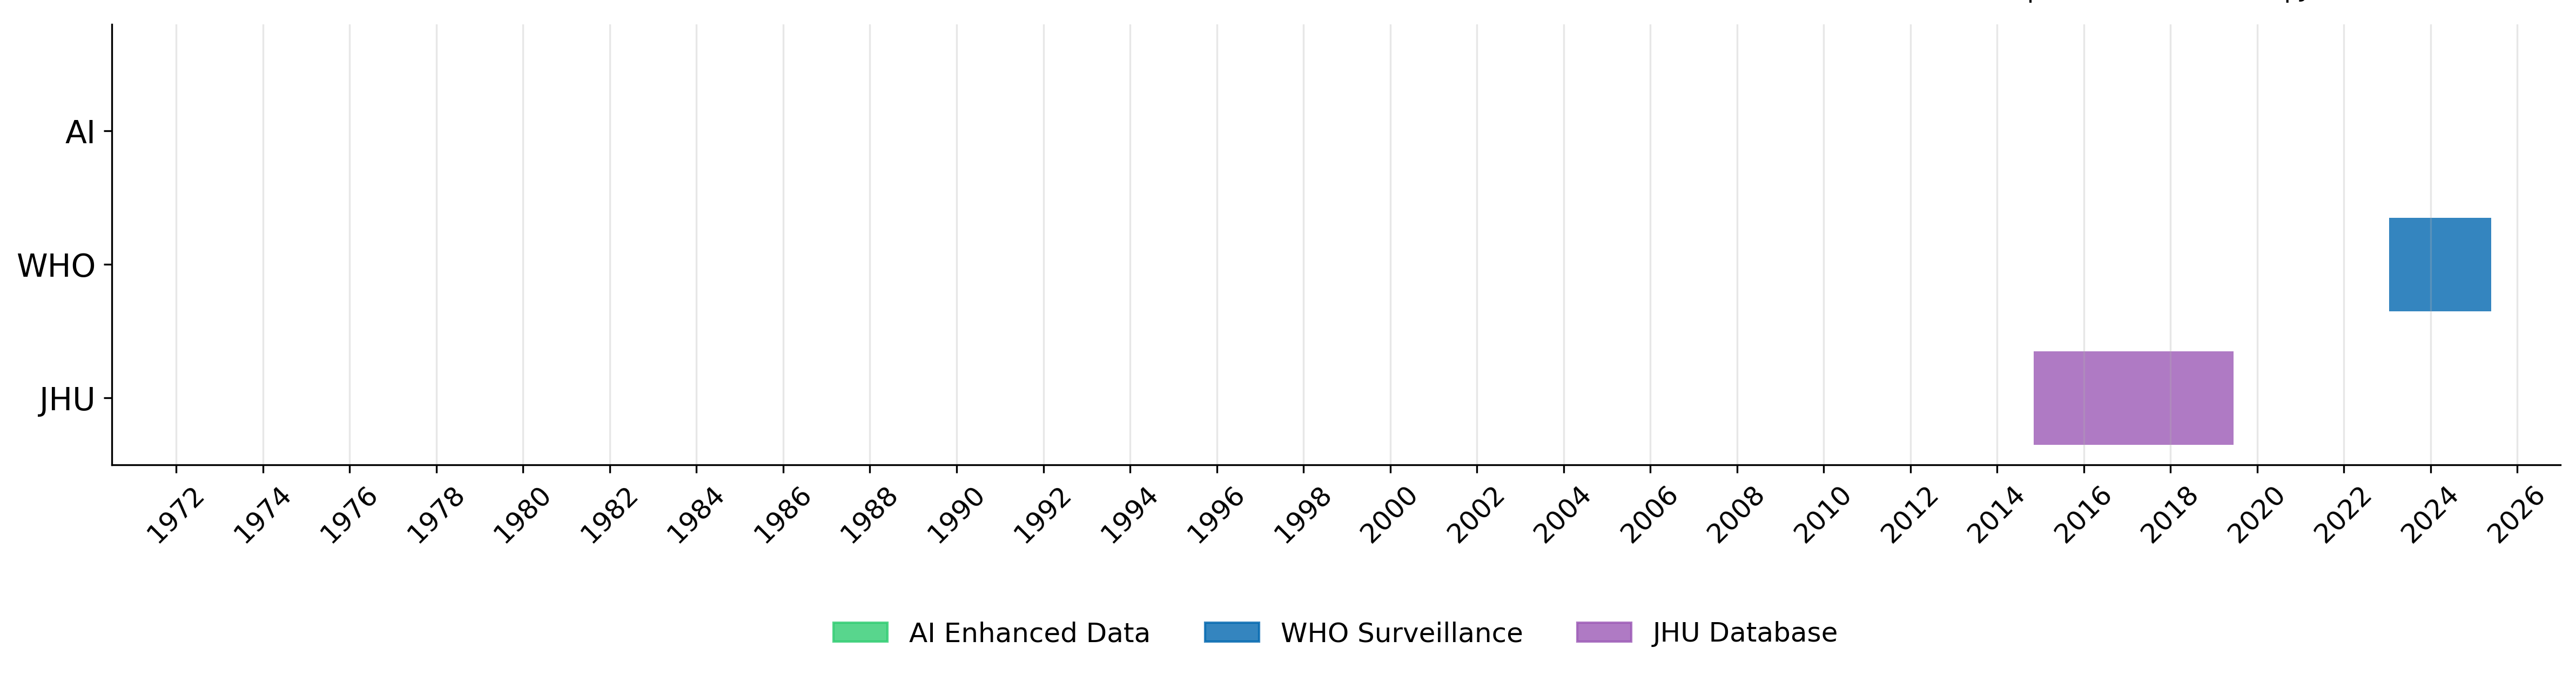 AI
WHO
JHU
1972 1974 1976 1978 1980 1982 1984 1986 1988 1990 1992 1994 1996 1998 2000 2002 2004 2006 2008 2010 2012 2014 2016 2018 2020 2022 2024 2026
AI Enhanced Data WHO Surveillance JHU Database